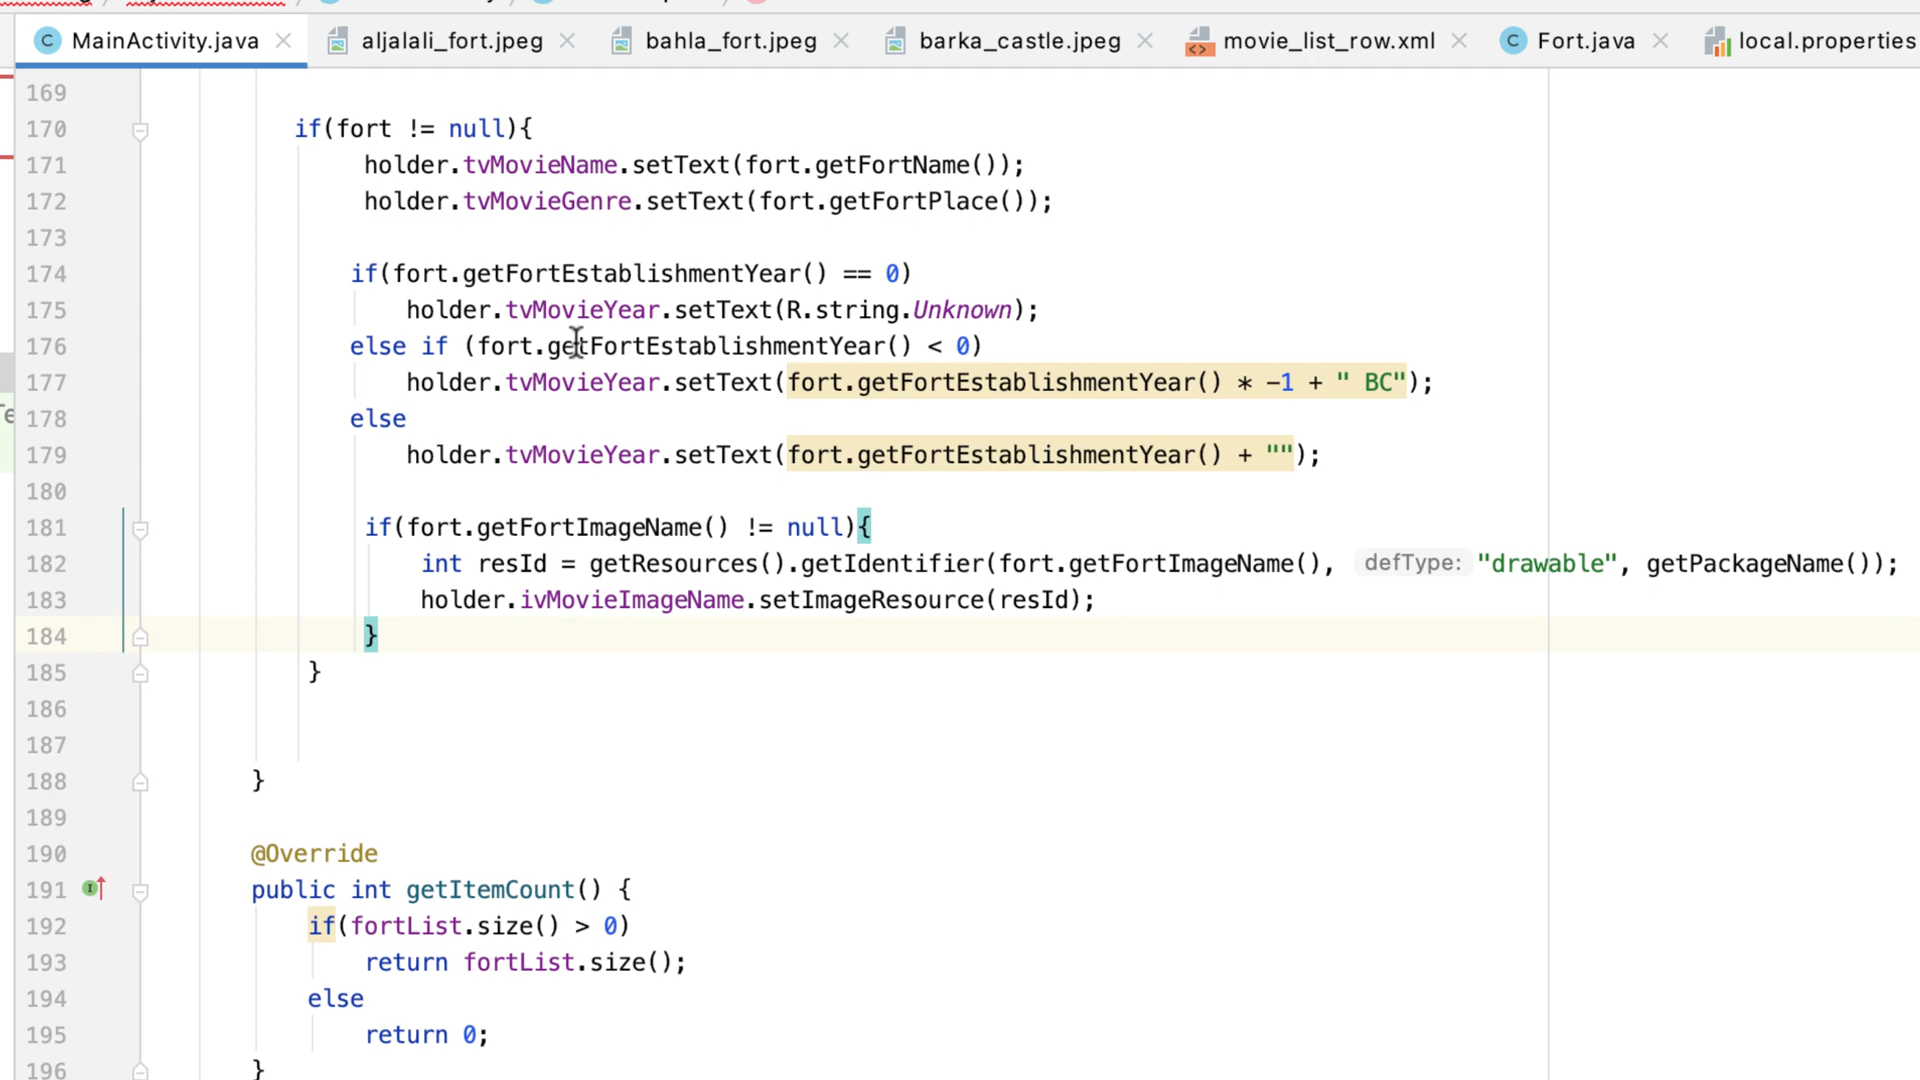 MainActivity.java aljalali_fort.jpeg bahla_fort.jpeg barka_castle.jpeg movie_list_row.xml Fort.java local.properties
169
170 if(fort != null){
171 holder.tvMovieName.setText(fort.getFortName());
172 holder.tvMovieGenre.setText(fort.getFortPlace());
173
174 if(fort.getFortEstablishmentYear() == 0)
175 holder.tvMovieYear.setText(R.string.Unknown);
176 else if (fort.getFortEstablishmentYear() < 0)
177 holder.tvMovieYear.setText(fort.getFortEstablishmentYear() * -1 + " BC");
178 else
179 holder.tvMovieYear.setText(fort.getFortEstablishmentYear() + "");
180
181 if(fort.getFortImageName() != null){
182 int resId = getResources().getIdentifier(fort.getFortImageName(), defType: "drawable", getPackageName());
183 holder.ivMovieImageName.setImageResource(resId);
184 }
185 }
186
187
188 }
189
190 @Override
191 public int getItemCount() {
192 if(fortList.size() > 0)
193 return fortList.size();
194 else
195 return 0;
196 }